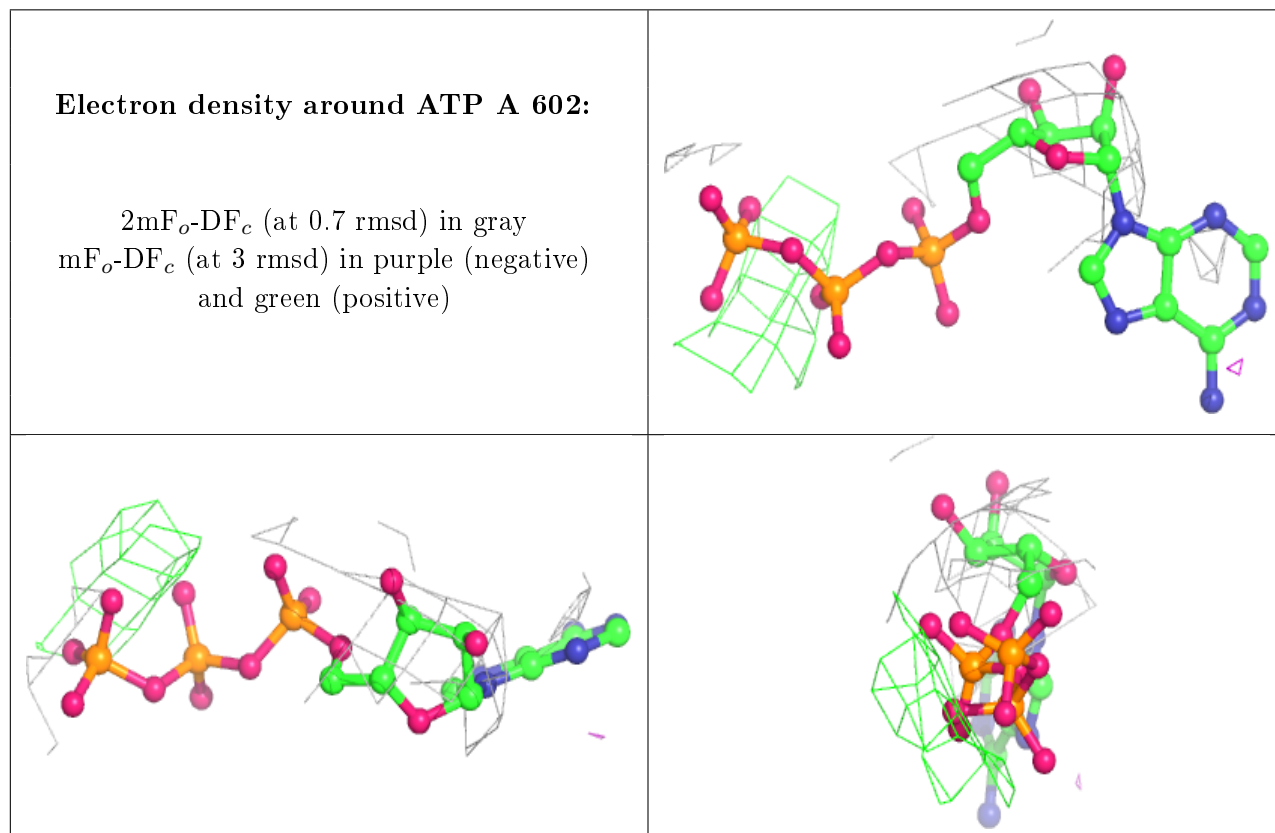 Electron density around ATP A 602:
2mFo-DFc (at 0.7 rmsd) in gray
mFo-DFc (at 3 rmsd) in purple (negative)
and green (positive)